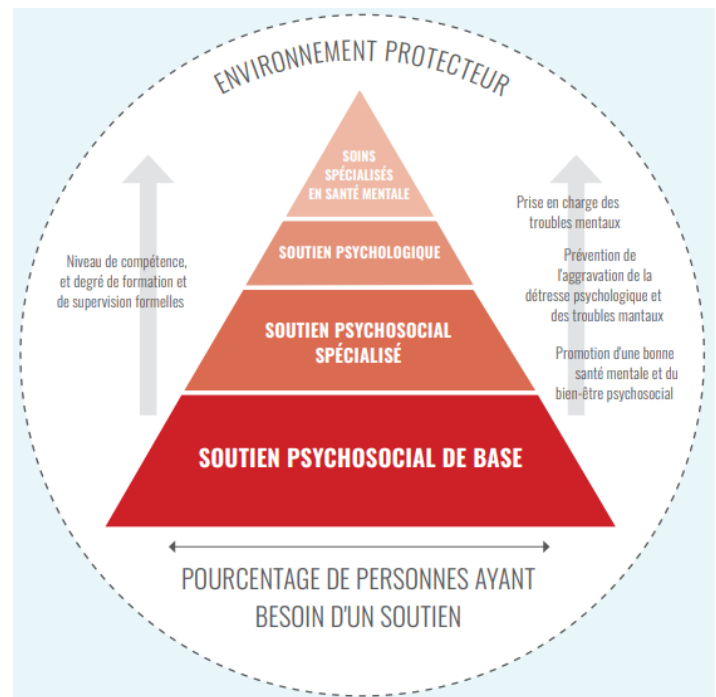 ENVIRONNEMENT PROTECTEUR
SOINS
SPÉCIALISÉS
EN SANTÉ MENTALE
SOUTIEN PSYCHOLOGIQUE
SOUTIEN PSYCHOSOCIAL
SPÉCIALISÉ
SOUTIEN PSYCHOSOCIAL DE BASE
Niveau de compétence,
et degré de formation et
de supervision formelles
Prise en charge des
troubles mentaux
Prévention de
l'aggravation de la
détresse psychologique et
des troubles mantaux
Promotion d'une bonne
santé mentale et du
bien-être psychosocial
POURCENTAGE DE PERSONNES AYANT
BESOIN D'UN SOUTIEN